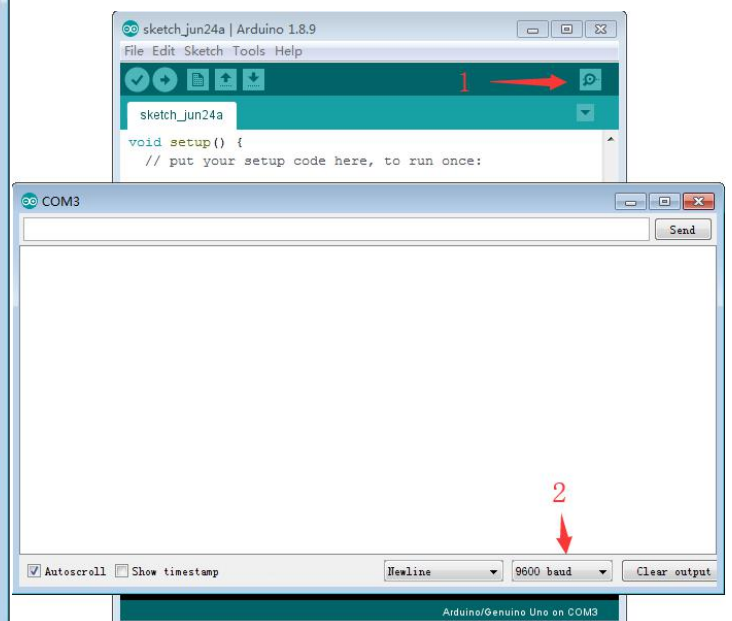 sketch_jun24a | Arduino 1.8.9
File Edit Sketch Tools Help
1
sketch_jun24a
void setup() {
// put your setup code here, to run once:
COM3
Send
2
Autoscroll Show timestamp Newline 9600 baud Clear output
Arduino/Genuino Uno on COM3